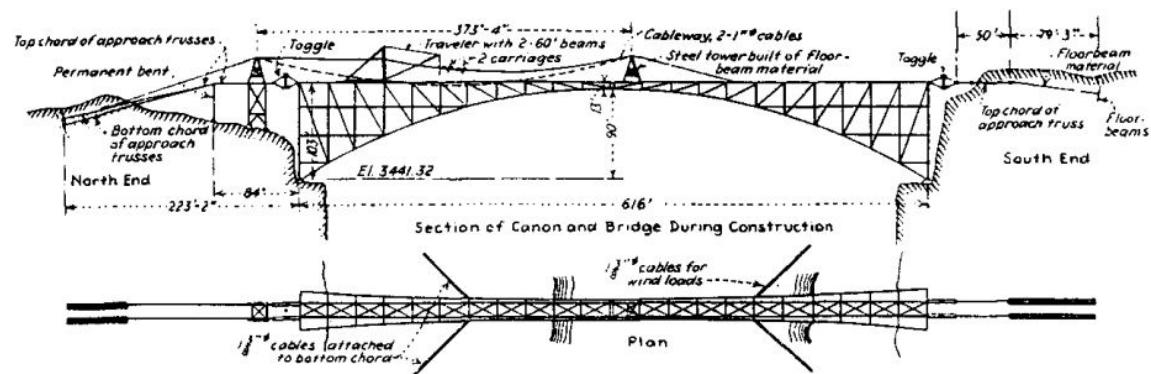 373'-4"
50'
29'-3"
Top chord of approach trusses
Toggle
Traveler with 2-60' beams
2 carriages
Cableway, 2-1"ø cables
Steel tower built of floor-
beam material
Toggle
Floorbeam
material
Permanent bent
Bottom chord
of approach
trusses
103'
13'
90'
Top chord of
approach truss
Floor-
beams
North End
South End
El. 3441.32
84'
223'-2"
616'
Section of Canon and Bridge During Construction
cables for
wind loads
cables attached
to bottom chord
Plan